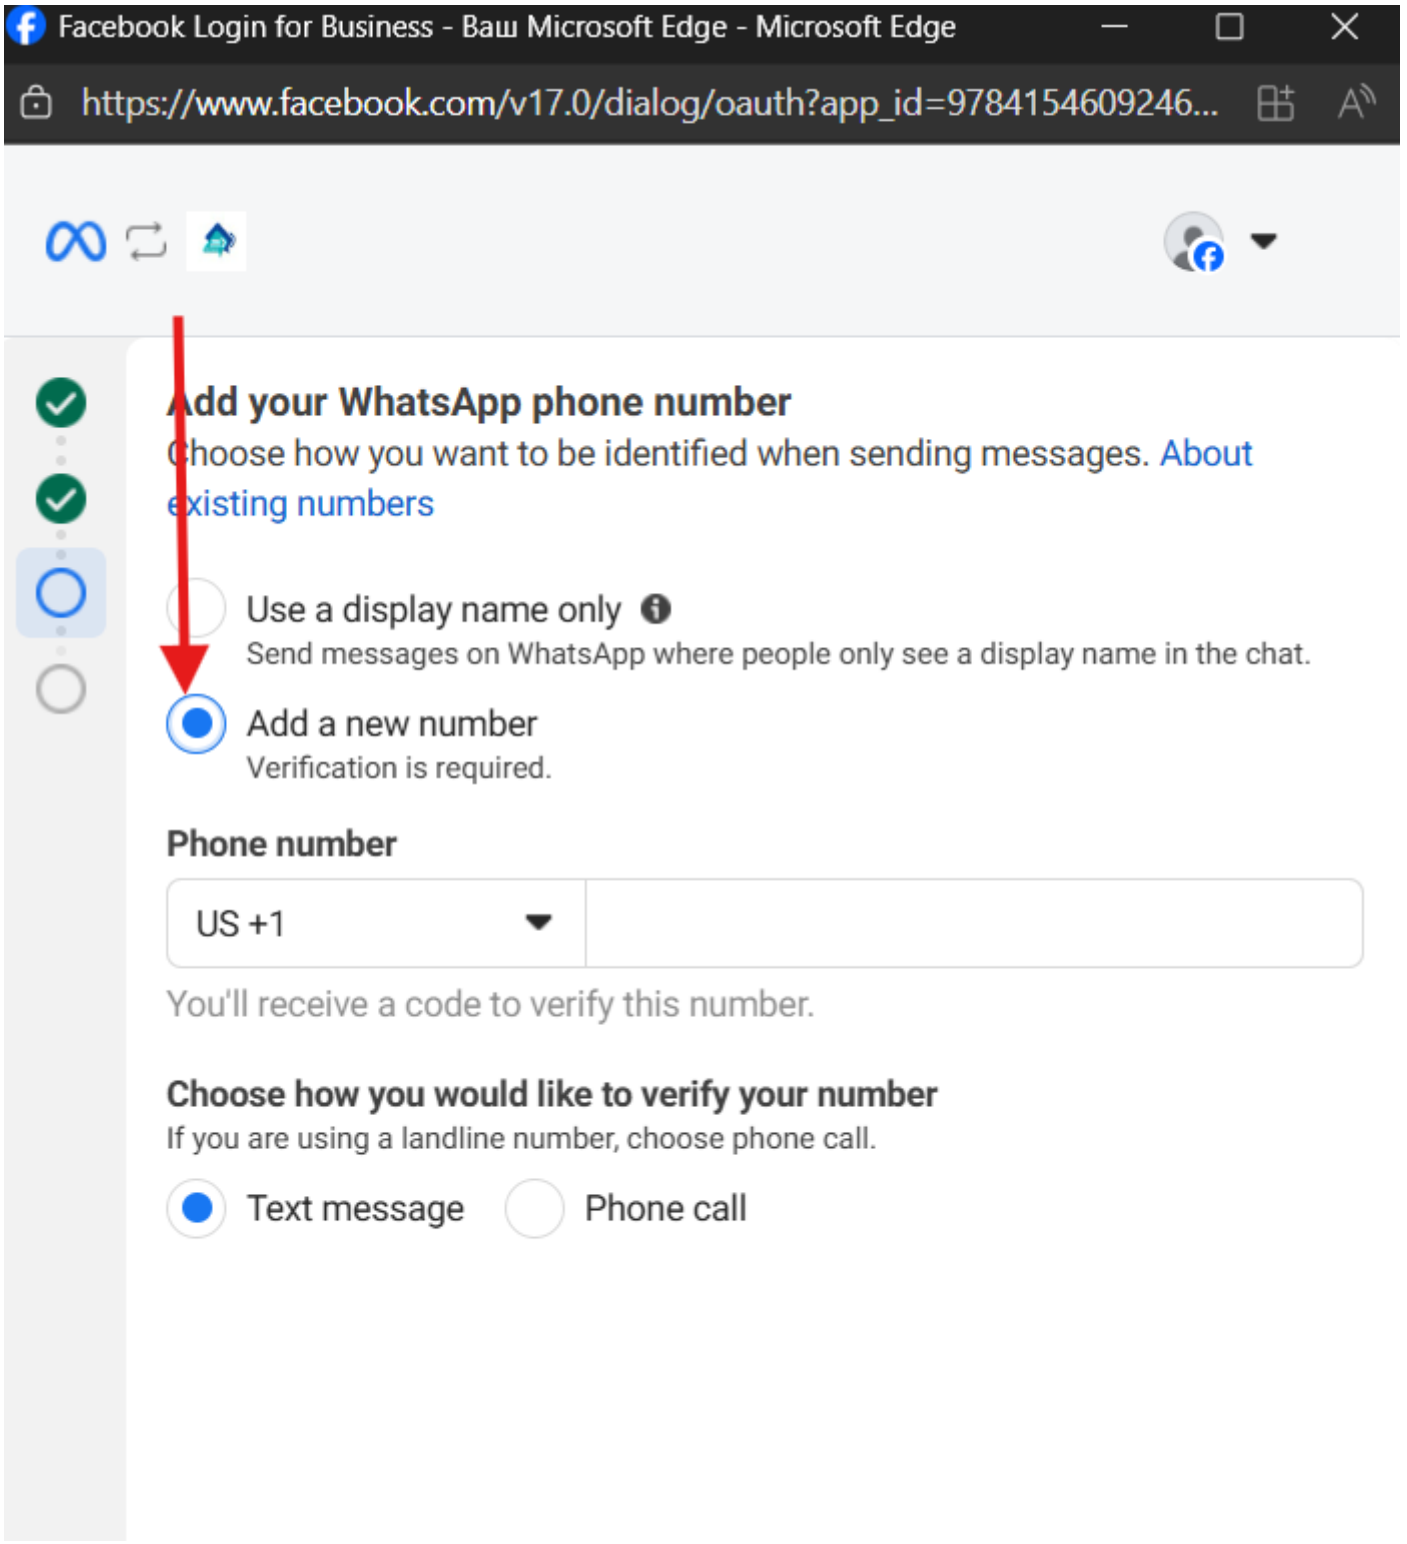 Facebook Login for Business - Ваш Microsoft Edge - Microsoft Edge
https://www.facebook.com/v17.0/dialog/oauth?app_id=9784154609246...
Add your WhatsApp phone number
Choose how you want to be identified when sending messages. About
existing numbers
Use a display name only
Send messages on WhatsApp where people only see a display name in the chat.
Add a new number
Verification is required.
Phone number
US +1
You'll receive a code to verify this number.
Choose how you would like to verify your number
If you are using a landline number, choose phone call.
Text message Phone call